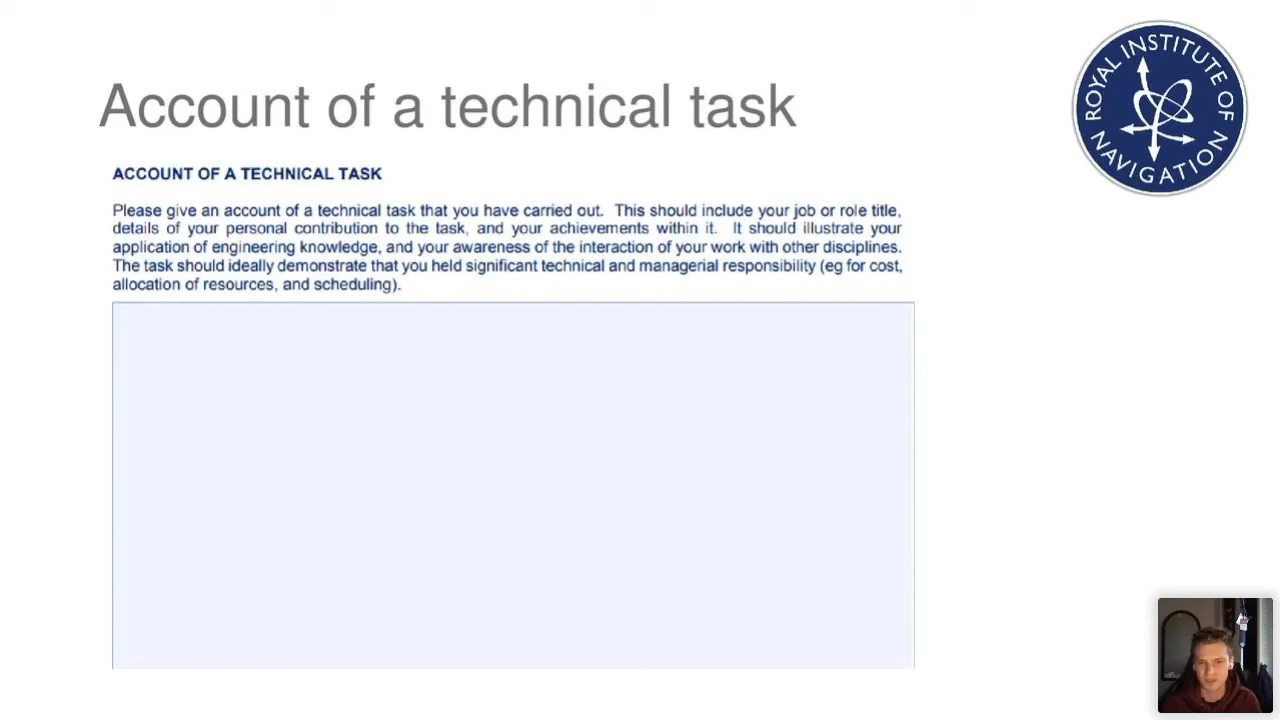 Account of a technical task
ROYAL INSTITUTE OF NAVIGATION
ACCOUNT OF A TECHNICAL TASK
Please give an account of a technical task that you have carried out. This should include your job or role title,
details of your personal contribution to the task, and your achievements within it. It should illustrate your
application of engineering knowledge, and your awareness of the interaction of your work with other disciplines.
The task should ideally demonstrate that you held significant technical and managerial responsibility (eg for cost,
allocation of resources, and scheduling).